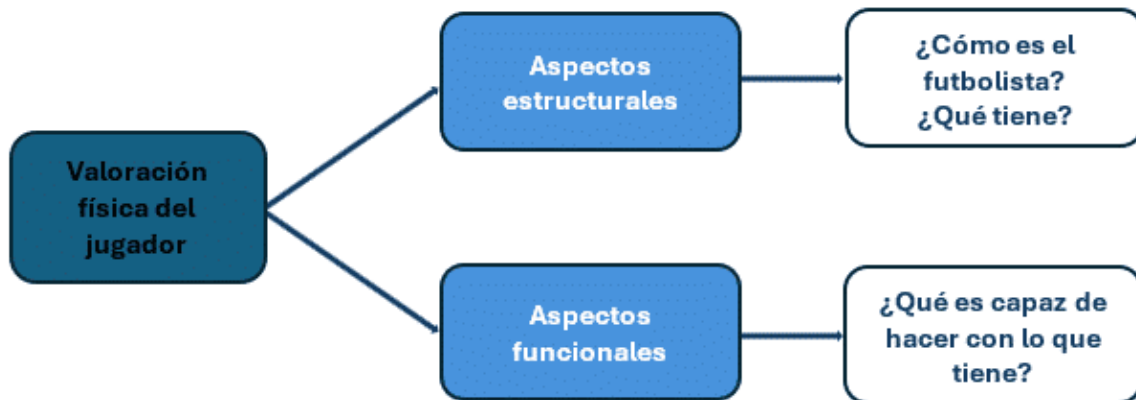 Valoración
física del
jugador
Aspectos
estructurales
¿Cómo es el
futbolista?
¿Qué tiene?
Aspectos
funcionales
¿Qué es capaz de
hacer con lo que
tiene?